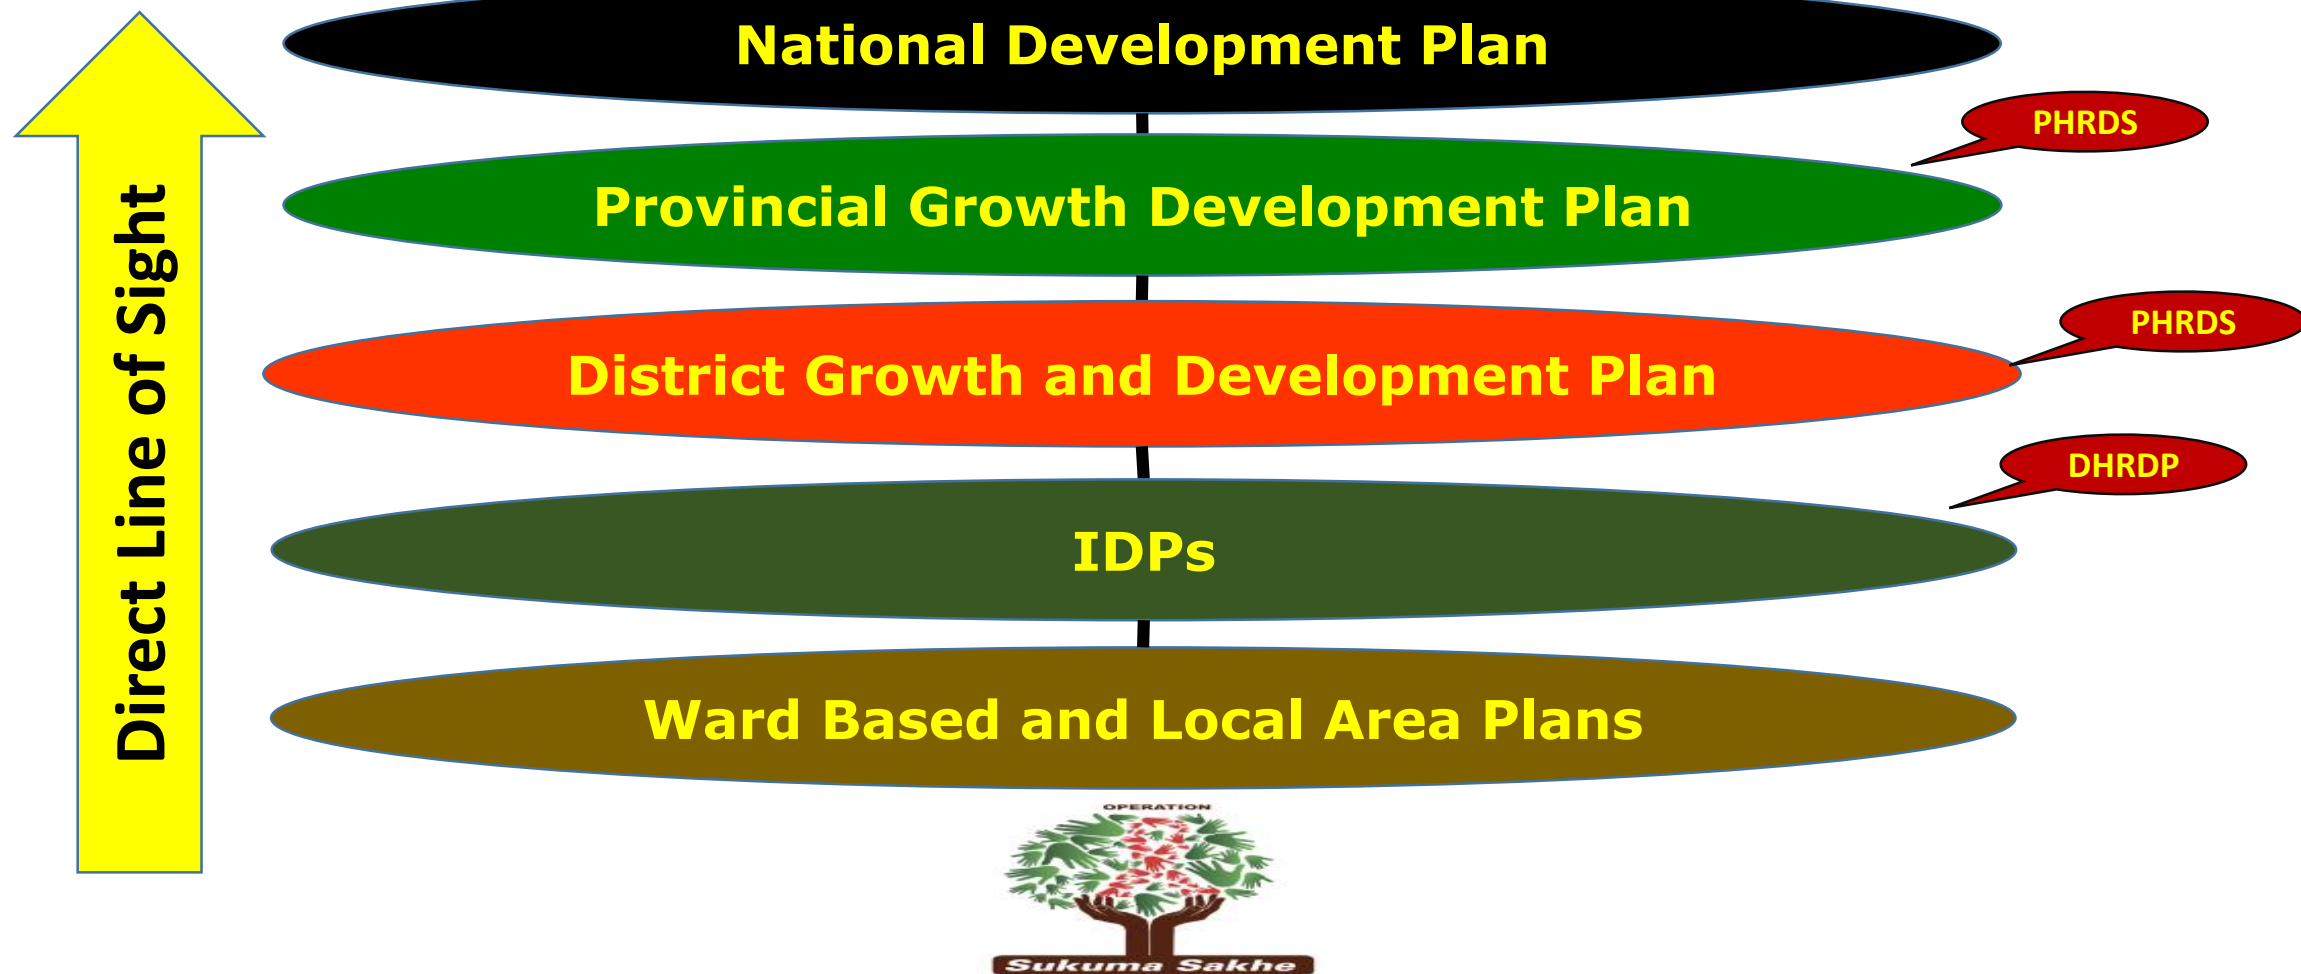 National Development Plan
PHRDS
Provincial Growth Development Plan
PHRDS
District Growth and Development Plan
DHRDP
IDPs
Ward Based and Local Area Plans
Direct Line of Sight
OPERATION
Sukuma Sakhe